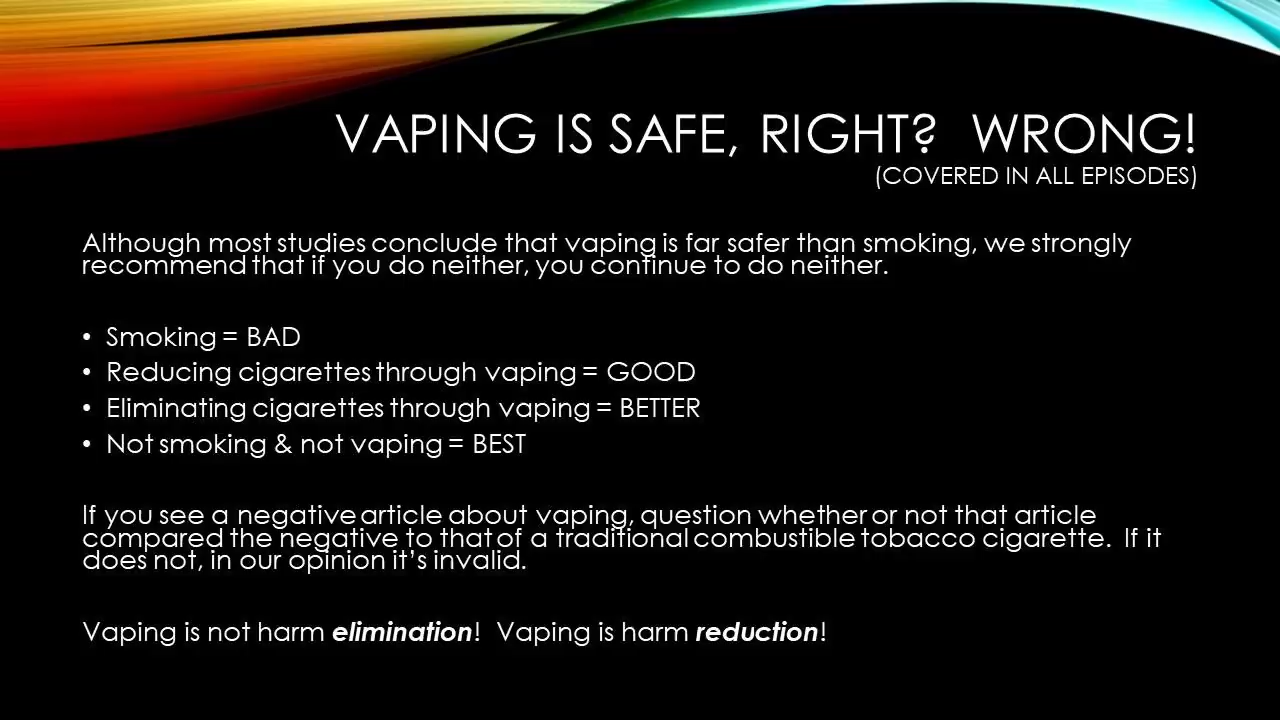 VAPING IS SAFE, RIGHT?  WRONG!
(COVERED IN ALL EPISODES)
Although most studies conclude that vaping is far safer than smoking, we strongly
recommend that if you do neither, you continue to do neither.
• Smoking = BAD
• Reducing cigarettes through vaping = GOOD
• Eliminating cigarettes through vaping = BETTER
• Not smoking & not vaping = BEST
If you see a negative article about vaping, question whether or not that article
compared the negative to that of a traditional combustible tobacco cigarette.  If it
does not, in our opinion it’s invalid.
Vaping is not harm elimination!  Vaping is harm reduction!